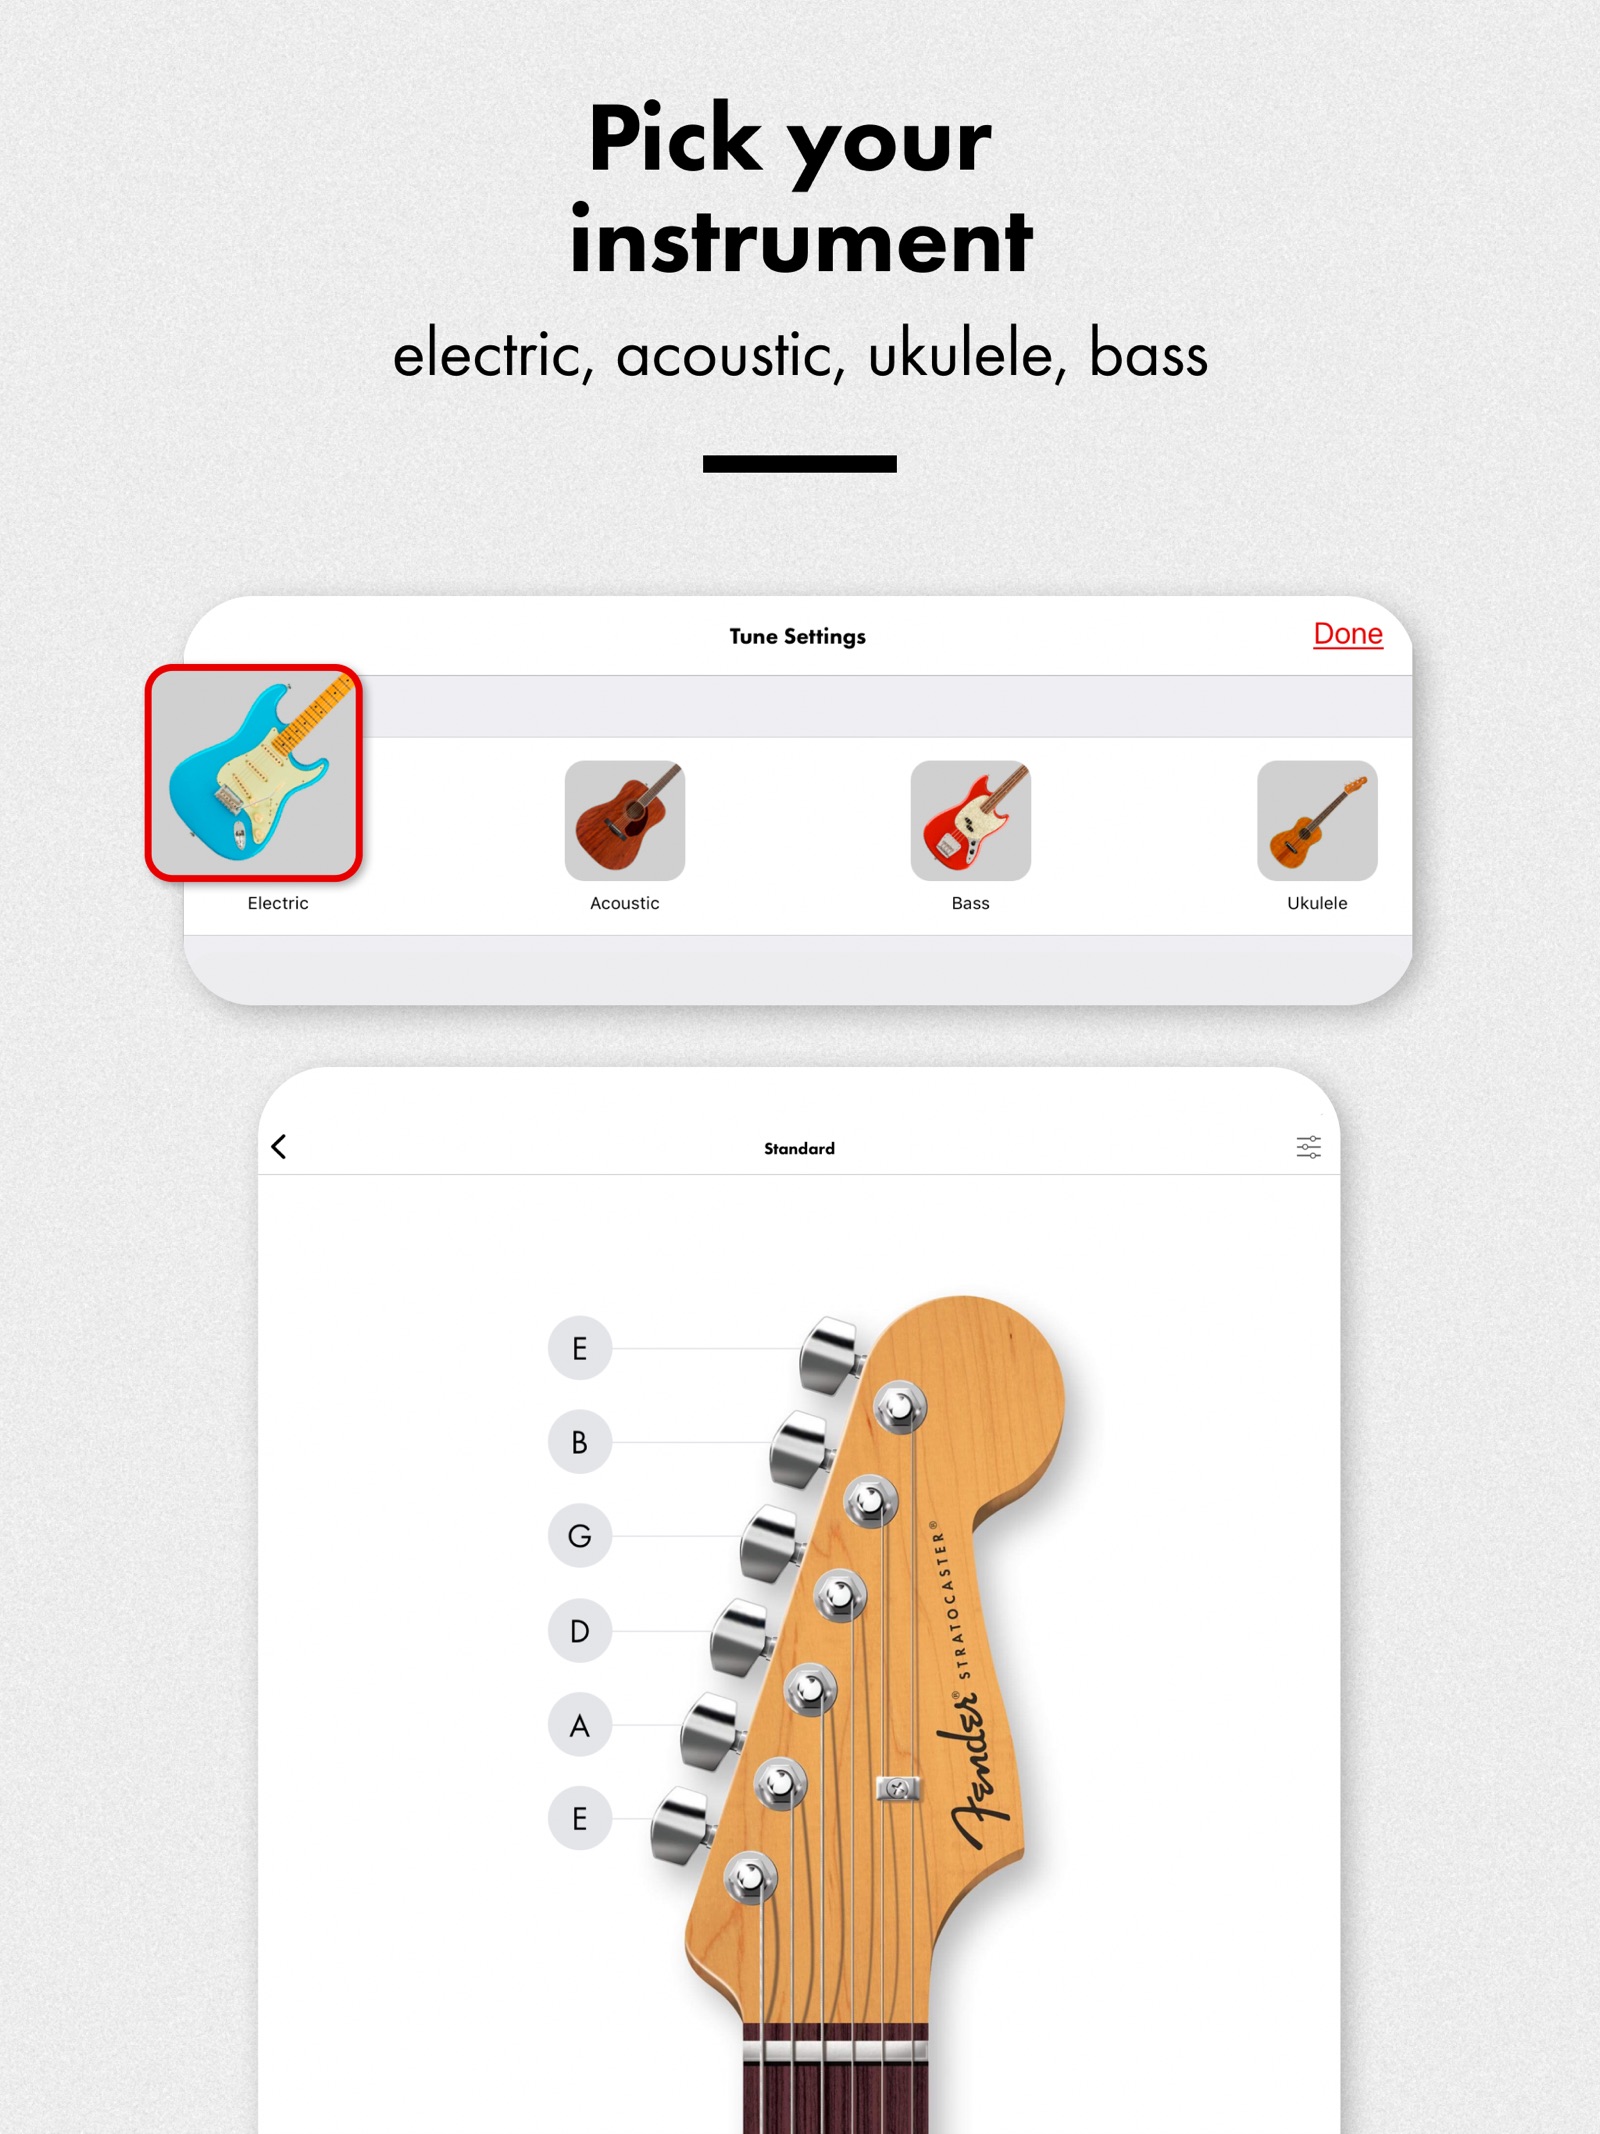 Pick your
instrument
electric, acoustic, ukulele, bass
Tune Settings
Done
Electric
Acoustic
Bass
Ukulele
Standard
E
B
G
D
A
E
Fender® STRATOCASTER®